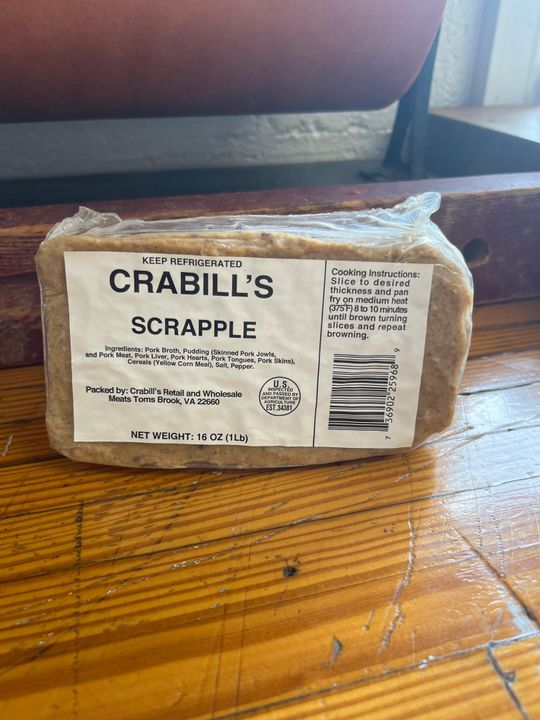 KEEP REFRIGERATED
CRABILL'S
SCRAPPLE
Ingredients: Pork Broth, Pudding (Skinned Pork Jowls,
and Pork Meat, Pork Liver, Pork Hearts, Pork Tongues, Pork Skins),
Cereals (Yellow Corn Meal), Salt, Pepper.
Packed by: Crabill's Retail and Wholesale
Meats Toms Brook, VA 22660
U.S.
INSPECTED
AND PASSED BY
DEPARTMENT OF
AGRICULTURE
EST.34381
NET WEIGHT: 16 OZ (1Lb)
Cooking Instructions:
Slice to desired
thickness and pan
fry on medium heat
(375°F) 8 to 10 minutes
until brown turning
slices and repeat
browning.
7 36902 25968 9